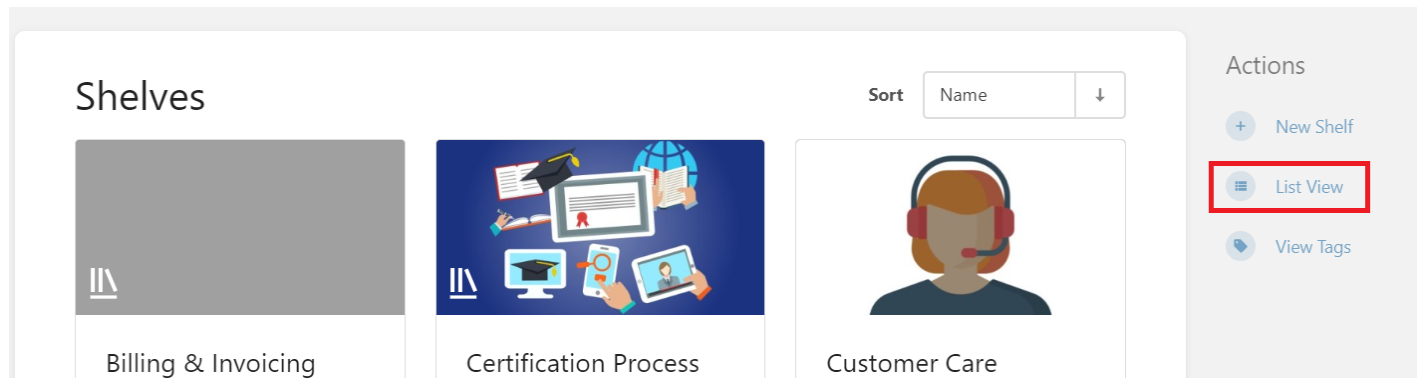 Shelves
Sort Name
Billing & Invoicing
Certification Process
Customer Care
Actions
New Shelf
List View
View Tags